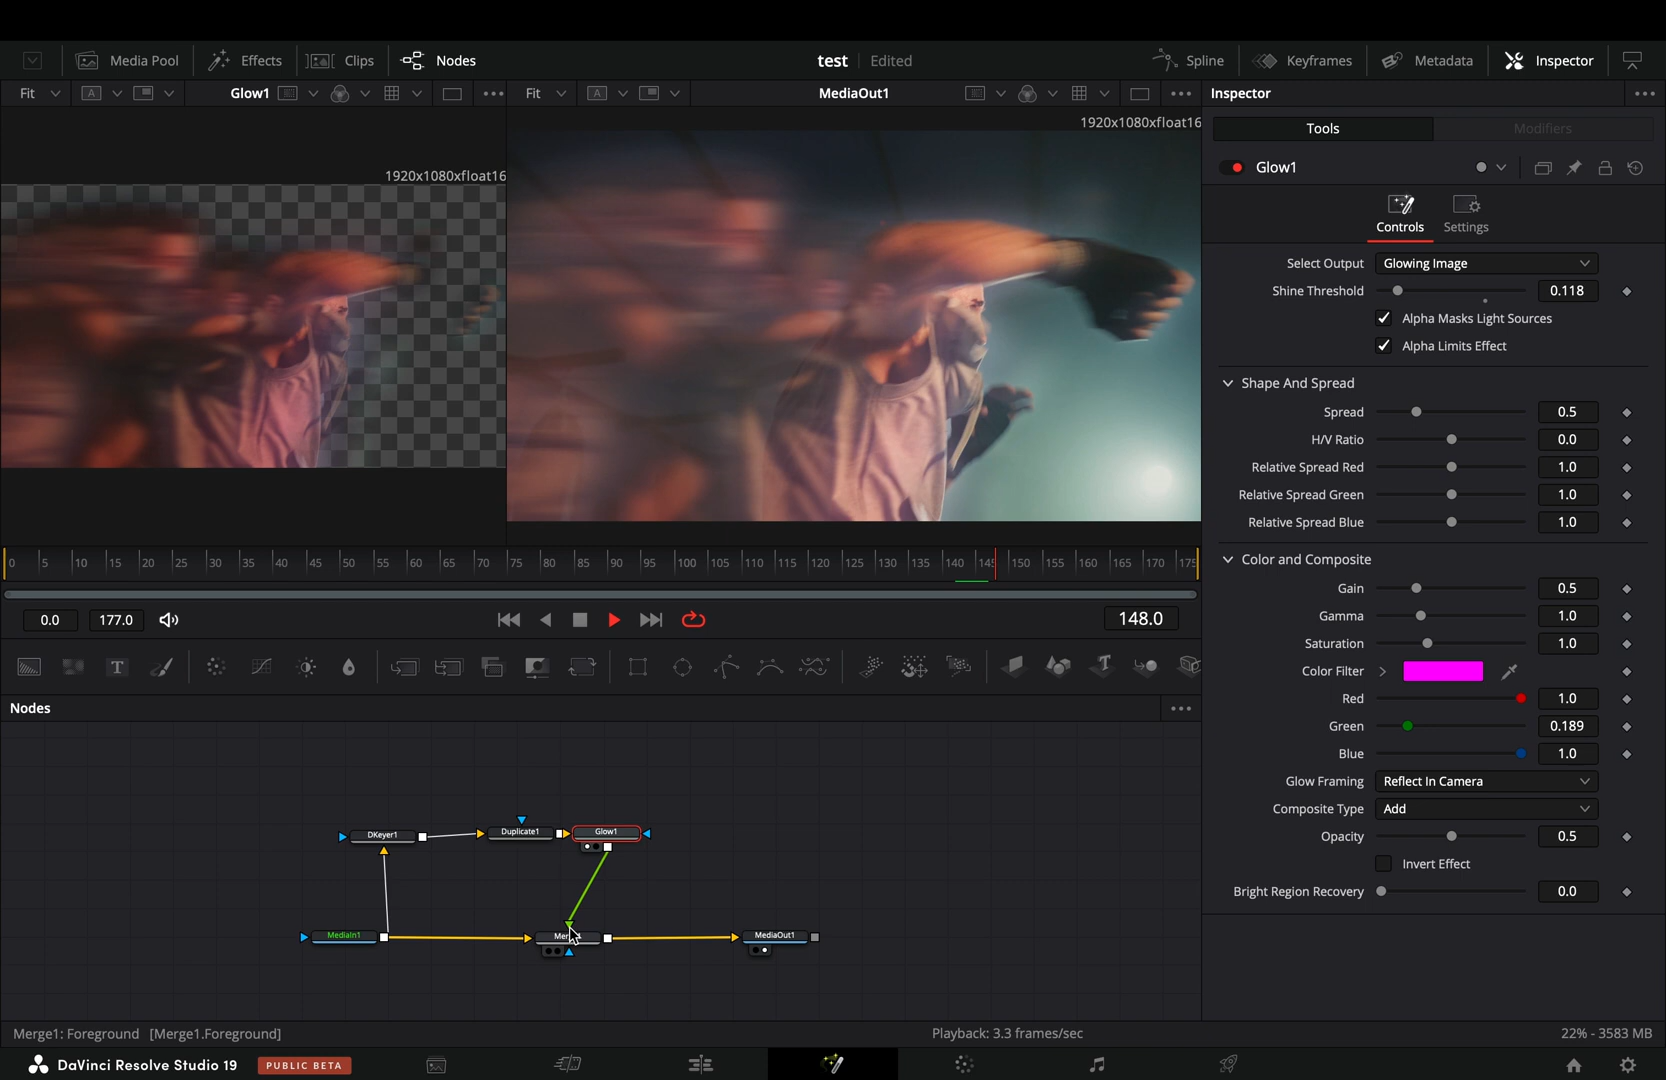 Media Pool
Effects
Clips
Nodes
test
Edited
Spline
Keyframes
Metadata
Inspector
Fit
A
Glow1
Fit
A
MediaOut1
Inspector
1920x1080xfloat16
1920x1080xfloat16
Tools
Modifiers
Glow1
Controls
Settings
Select Output Glowing Image
Shine Threshold 0.118
Alpha Masks Light Sources
Alpha Limits Effect
Shape And Spread
Spread 0.5
H/V Ratio 0.0
Relative Spread Red 1.0
Relative Spread Green 1.0
Relative Spread Blue 1.0
Color and Composite
Gain 0.5
Gamma 1.0
Saturation 1.0
Color Filter
Red 1.0
Green 0.189
Blue 1.0
Glow Framing Reflect In Camera
Composite Type Add
Opacity 0.5
Invert Effect
Bright Region Recovery 0.0
0 5 10 15 20 25 30 35 40 45 50 55 60 65 70 75 80 85 90 95 100 105 110 115 120 125 130 135 140 145 150 155 160 165 170 175
0.0
177.0
148.0
T
Nodes
DKeyer1
Duplicate1
Glow1
MediaIn1
MediaOut1
Merge1: Foreground [Merge1.Foreground]
Playback: 3.3 frames/sec
22% - 3583 MB
DaVinci Resolve Studio 19
PUBLIC BETA